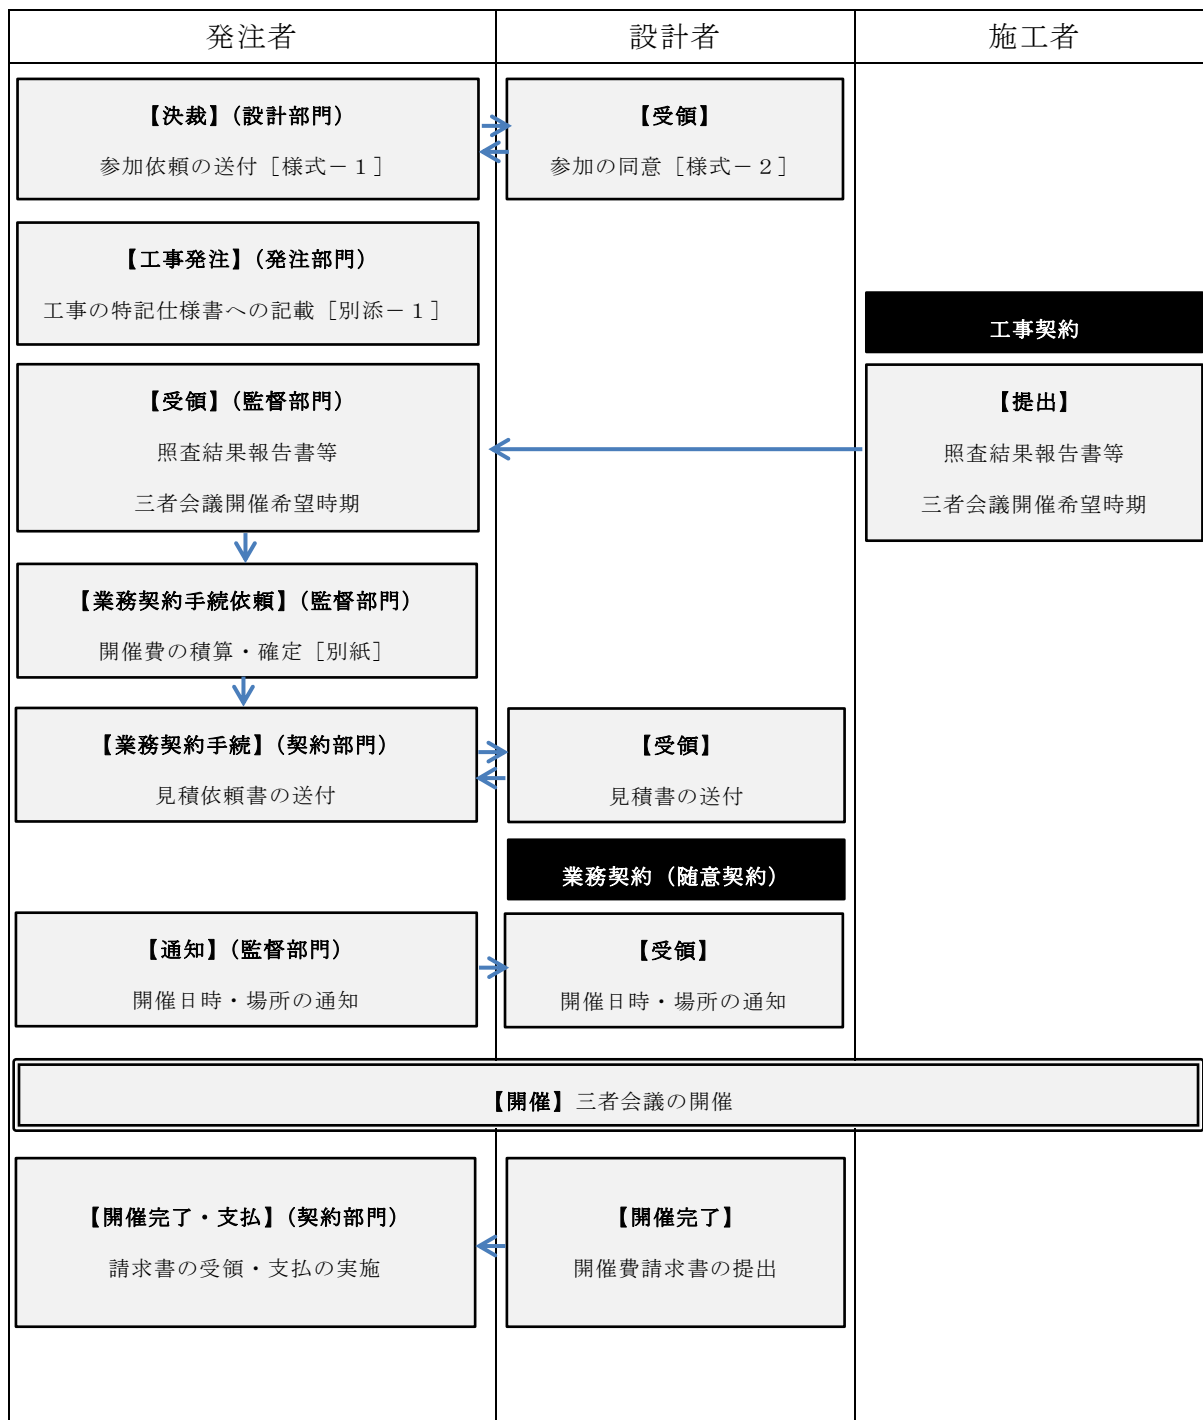 発注者
設計者
施工者
【決裁】(設計部門)
参加依頼の送付［様式－１］
【受領】
参加の同意［様式－２］
【工事発注】(発注部門)
工事の特記仕様書への記載［別添－１］
工事契約
【受領】(監督部門)
照査結果報告書等
三者会議開催希望時期
【提出】
照査結果報告書等
三者会議開催希望時期
【業務契約手続依頼】(監督部門)
開催費の積算・確定［別紙］
【業務契約手続】(契約部門)
見積依頼書の送付
【受領】
見積書の送付
業務契約（随意契約）
【通知】(監督部門)
開催日時・場所の通知
【受領】
開催日時・場所の通知
【開催】三者会議の開催
【開催完了・支払】(契約部門)
請求書の受領・支払の実施
【開催完了】
開催費請求書の提出